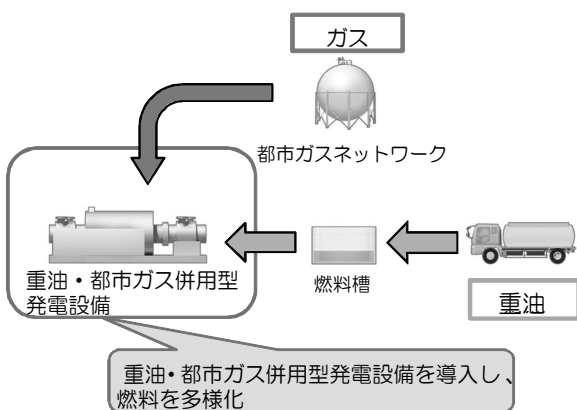 ガス
都市ガスネットワーク
重油・都市ガス併用型
発電設備
燃料槽
重油
重油・都市ガス併用型発電設備を導入し、
燃料を多様化